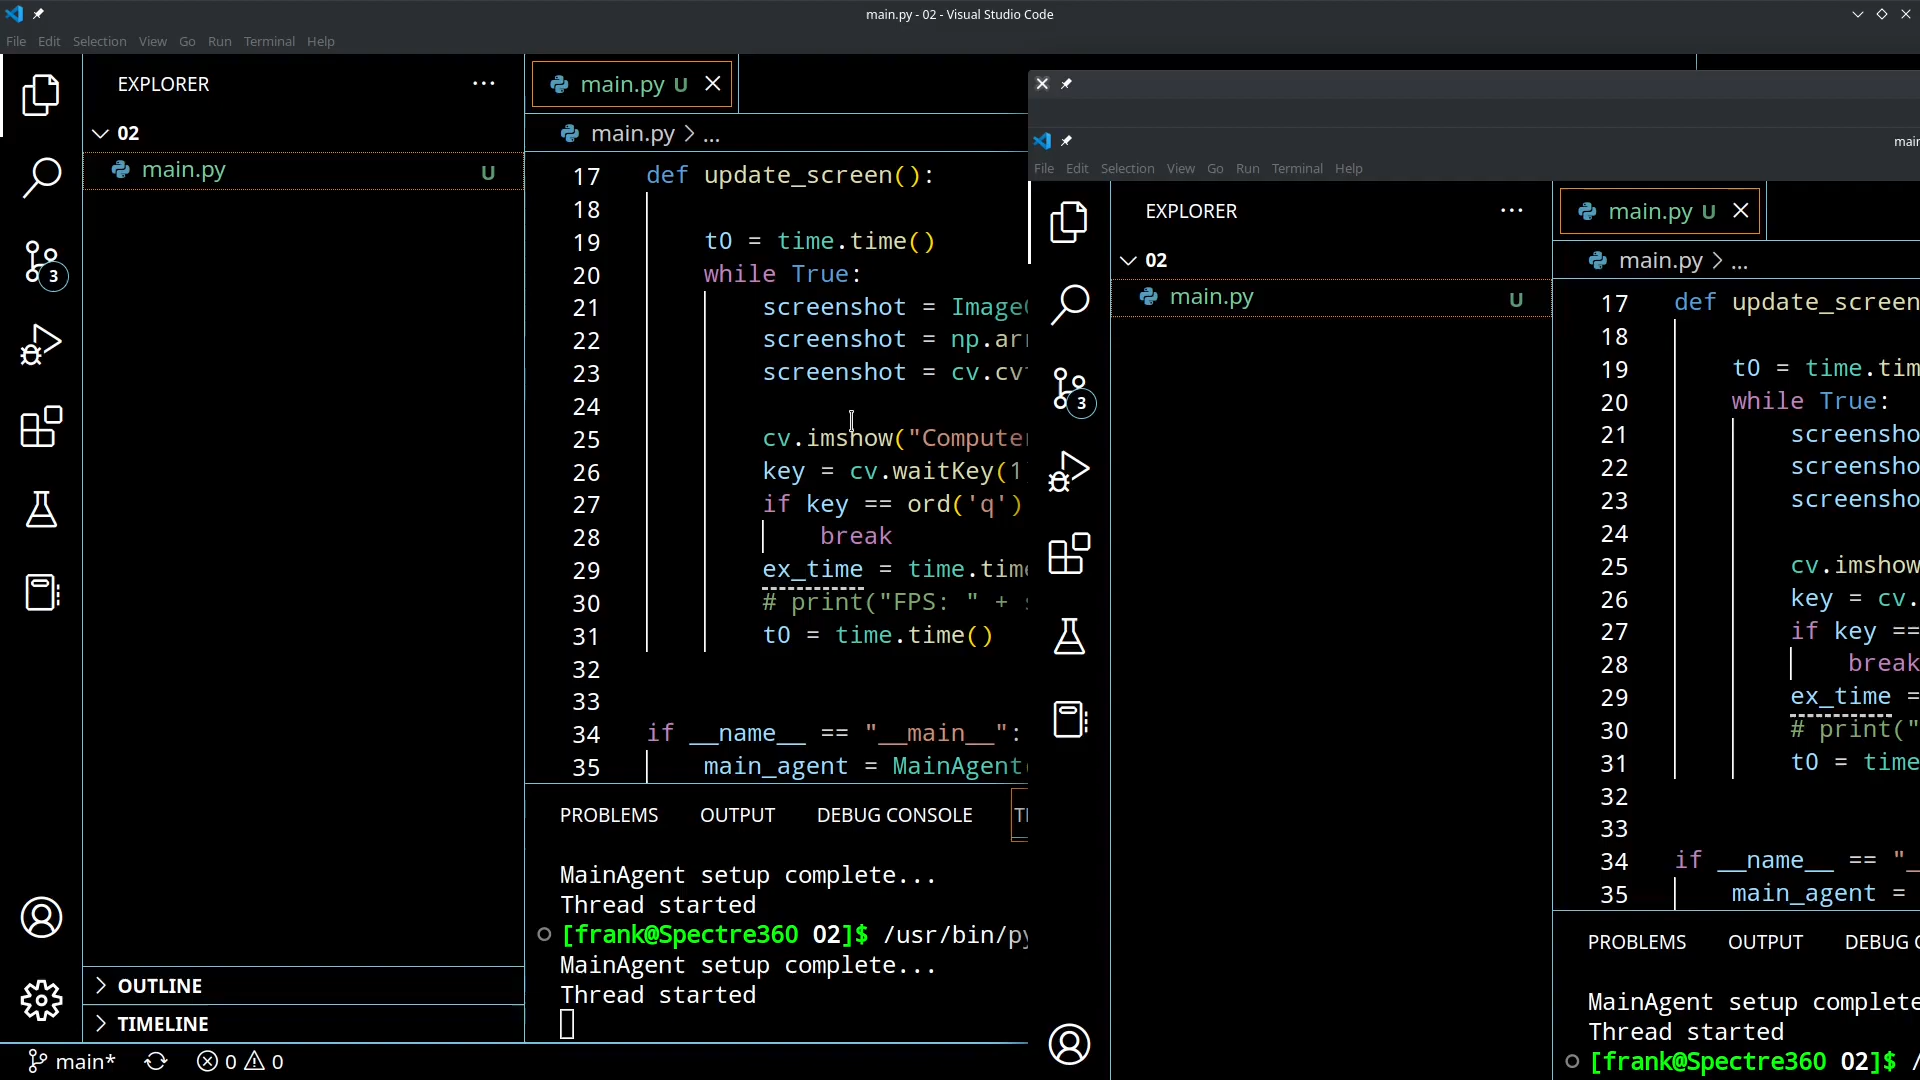 main.py - 02 - Visual Studio Code
File Edit Selection View Go Run Terminal Help
EXPLORER
02
main.py U
OUTLINE
TIMELINE
main* 0 0
3
main.py U
main.py > ...
17 def update_screen():
18
19 t0 = time.time()
20 while True:
21 screenshot = Image
22 screenshot = np.ar
23 screenshot = cv.cv
24
25 cv.imshow("Compute
26 key = cv.waitKey(1
27 if key == ord('q')
28 break
29 ex_time = time.tim
30 # print("FPS: " +
31 t0 = time.time()
32
33
34 if __name__ == "__main__":
35 main_agent = MainAgent
PROBLEMS OUTPUT DEBUG CONSOLE
MainAgent setup complete...
Thread started
[frank@Spectre360 02]$ /usr/bin/py
MainAgent setup complete...
Thread started
main
File Edit Selection View Go Run Terminal Help
EXPLORER
02
main.py U
3
main.py U
main.py > ...
17 def update_screen
18
19 t0 = time.tim
20 while True:
21 screensho
22 screensho
23 screensho
24
25 cv.imshow
26 key = cv.
27 if key ==
28 break
29 ex_time =
30 # print("
31 t0 = time
32
33
34 if __name__ == "_
35 main_agent =
PROBLEMS OUTPUT DEBUG
MainAgent setup complete
Thread started
[frank@Spectre360 02]$ /